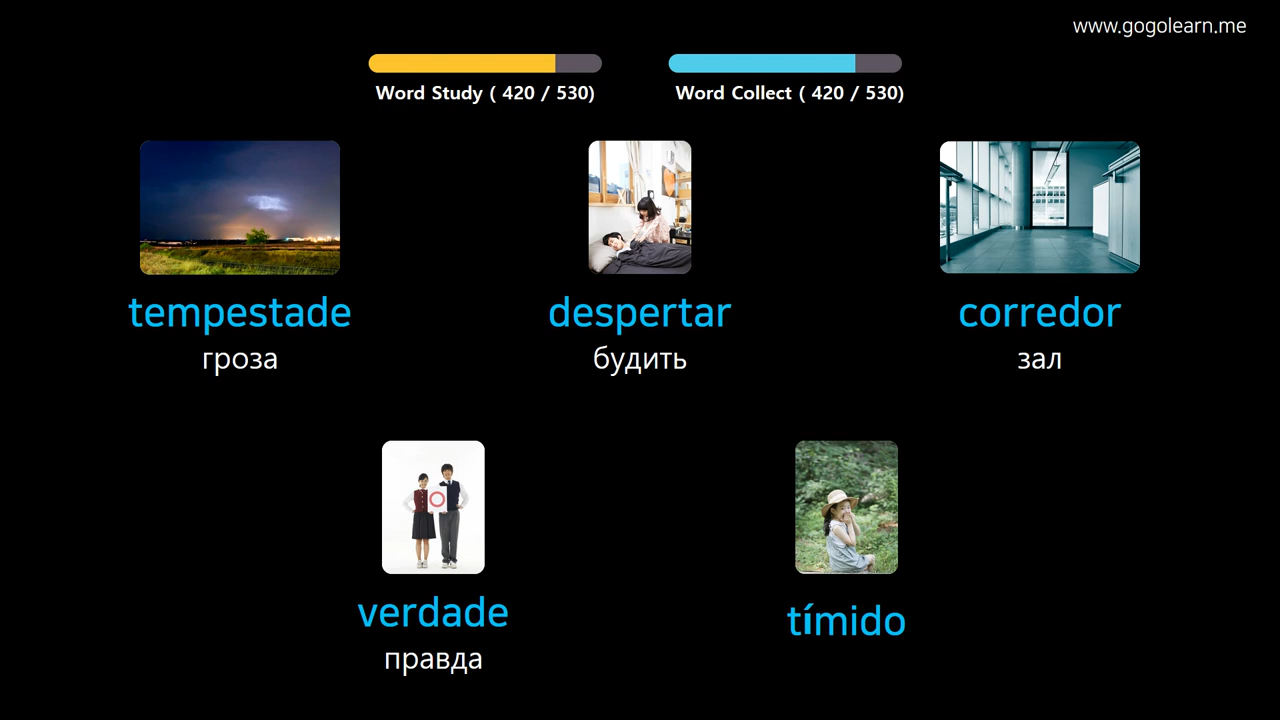 www.gogolearn.me
Word Study ( 420 / 530)
Word Collect ( 420 / 530)
tempestade
гроза
despertar
будить
corredor
зал
verdade
правда
tímido